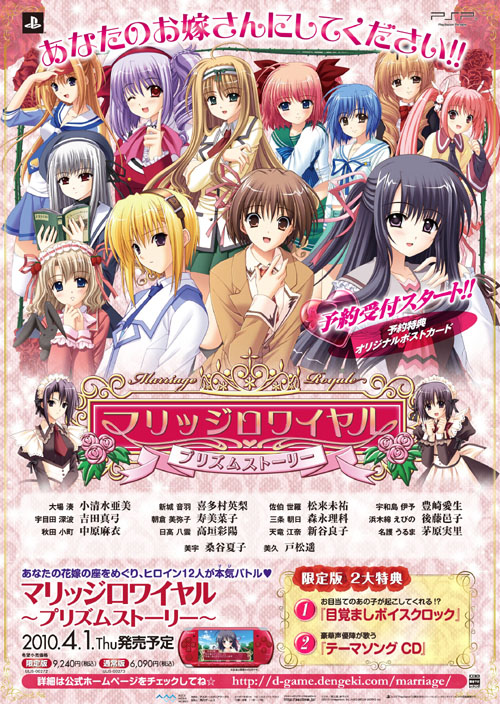 PSP
あなたのお嫁さんにしてください!!
予約受付スタート!!
予約特典
オリジナルポストカード
Marriage Royale
マリッジロワイヤル
プリズムストーリー
大場 湊 小清水亜美 新城 音羽 喜多村英梨 佐伯 世羅 松来未祐 宇和島 伊予 豊崎愛生
宇目田 深波 吉田真弓 朝倉 美弥子 寿美菜子 三条 朝日 森永理科 浜木綿 えびの 後藤邑子
秋田 小町 中原麻衣 日高 八雲 高垣彩陽 天竜 江奈 新谷良子 名護 うるま 茅原実里
美宇 桑谷夏子 美久 戸松遥
あなたの花嫁の座をめぐり、ヒロイン12人が本気バトル♥
マリッジロワイヤル
～プリズムストーリー～
2010.4.1.Thu発売予定
希望小売価格
限定版 9,240円(税込) 通常版 6,090円(税込)
限定版 2大特典
1 お目当てのあの子が起こしてくれる!?
『目覚ましボイスクロック』
2 豪華声優陣が歌う
『テーマソング CD』
詳細は公式ホームページをチェックしてね☆ http://d-game.dengeki.com/marriage/